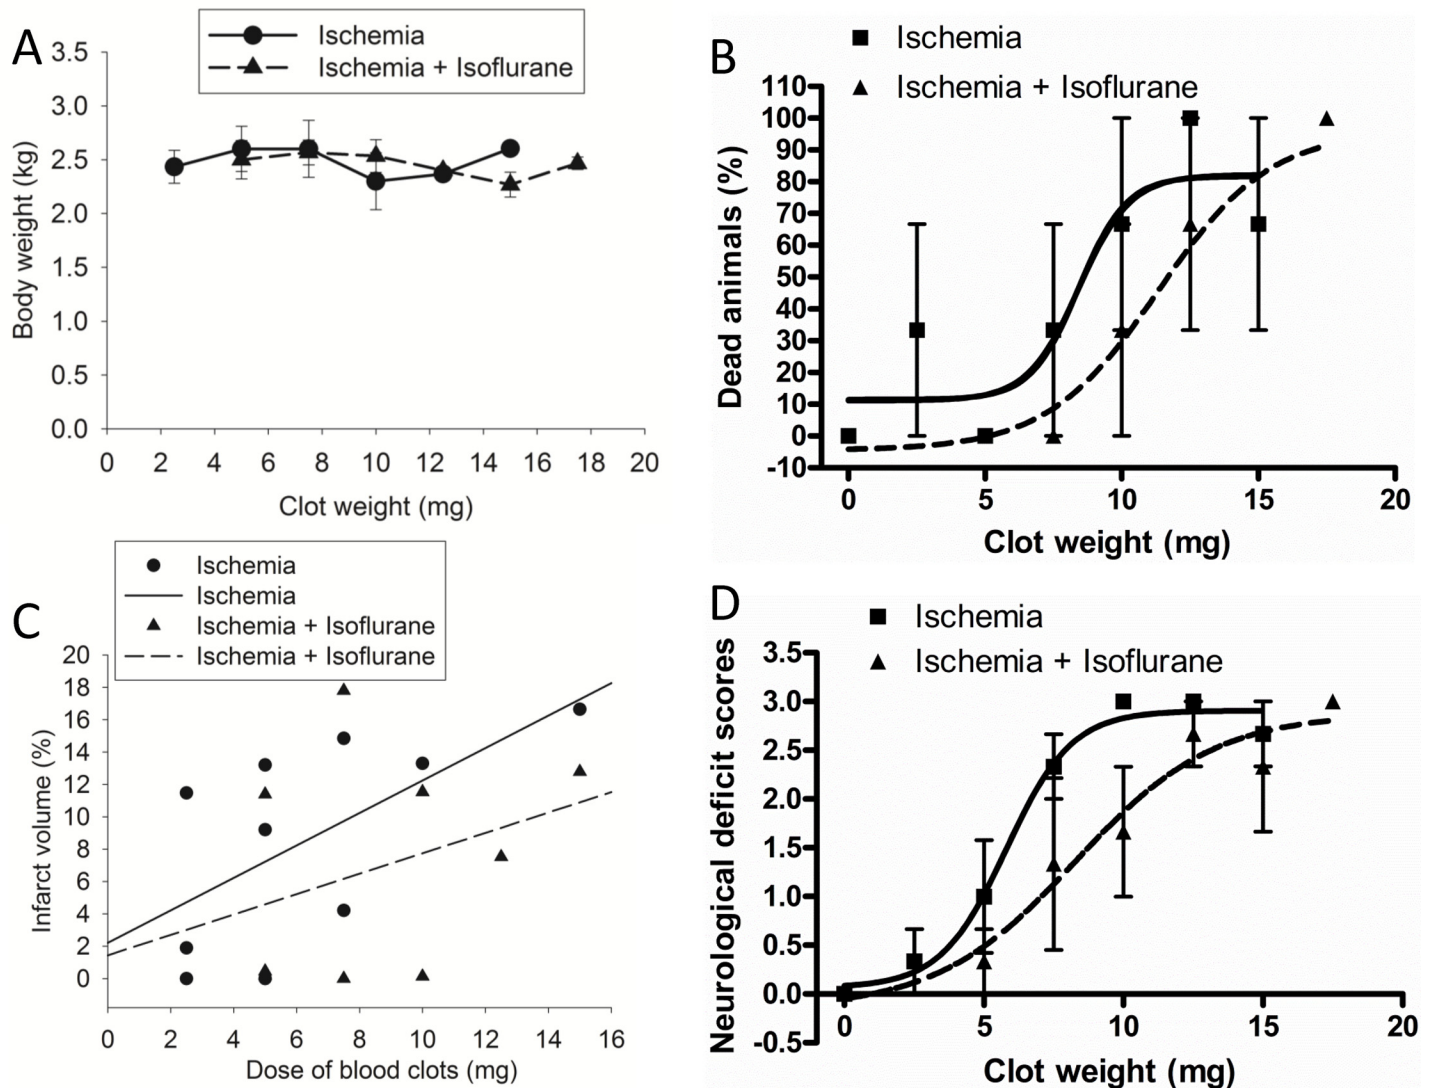 A
Ischemia
Ischemia + Isoflurane
3.5
3.0
2.5
2.0
1.5
1.0
0.5
0.0
Body weight (kg)
0 2 4 6 8 10 12 14 16 18 20
Clot weight (mg)
B
Ischemia
Ischemia + Isoflurane
110
100
90
80
70
60
50
40
30
20
10
0
-10
Dead animals (%)
0 5 10 15 20
Clot weight (mg)
C
Ischemia
Ischemia
Ischemia + Isoflurane
Ischemia + Isoflurane
20
18
16
14
12
10
8
6
4
2
0
Infarct volume (%)
0 2 4 6 8 10 12 14 16
Dose of blood clots (mg)
D
Ischemia
Ischemia + Isoflurane
3.5
3.0
2.5
2.0
1.5
1.0
0.5
0.0
-0.5
Neurological deficit scores
0 5 10 15 20
Clot weight (mg)